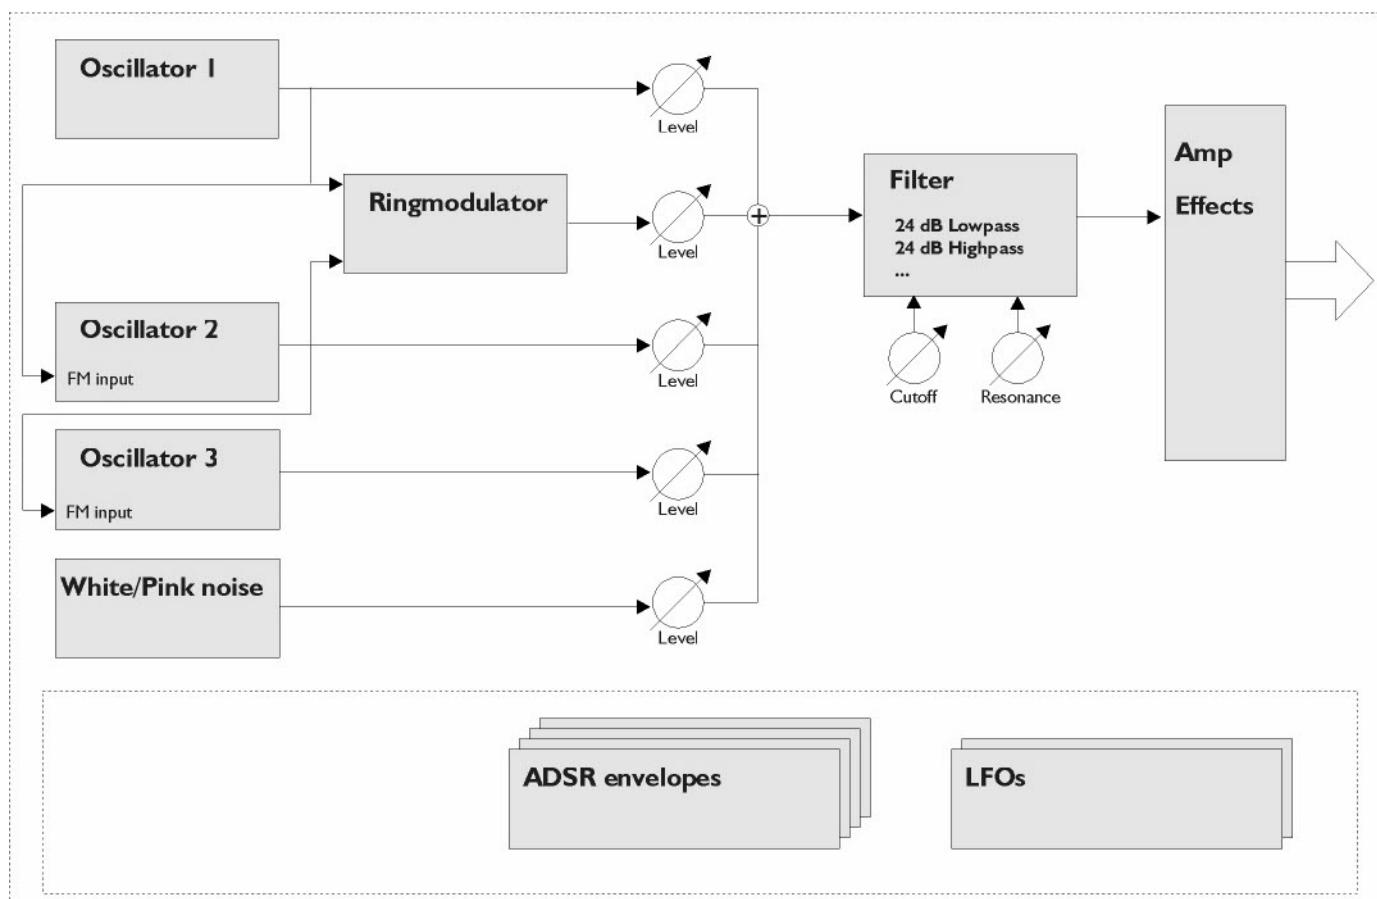 Oscillator 1
Level
Ringmodulator
Level
Oscillator 2
FM input
Level
Oscillator 3
FM input
Level
White/Pink noise
Level
+
Filter
24 dB Lowpass
24 dB Highpass
...
Cutoff
Resonance
Amp
Effects
ADSR envelopes
LFOs